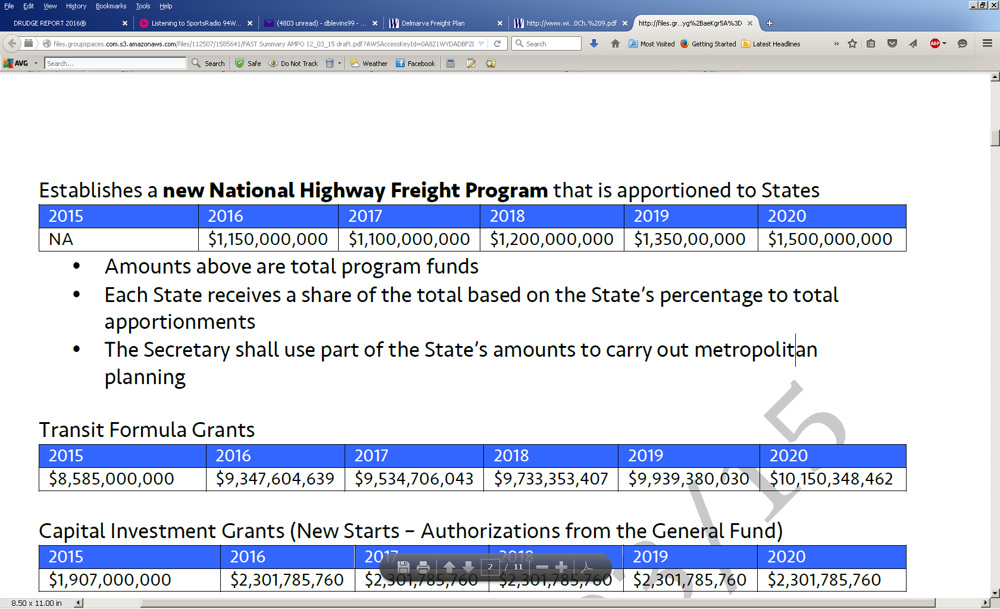 File Edit View History Bookmarks Tools Help
DRUDGE REPORT 2016® Listening to SportsRadio 94W... (4803 unread) - dblevins99 - ... Delmarva Freight Plan http://www.wi...0Ch.%209.pdf http://files.gr...yg%2BaeKgr5A%3D
files.groupspaces.com.s3.amazonaws.com/files/112507/1585641/FAST Summary AMPO 12_03_15 draft.pdf?AWSAccessKeyId=0A8Z1WYDADBF2 Search Most Visited Getting Started Latest Headlines » ABP
AVG Search... Search Safe Do Not Track Weather Facebook
Establishes a new National Highway Freight Program that is apportioned to States
2015 2016 2017 2018 2019 2020
NA $1,150,000,000 $1,100,000,000 $1,200,000,000 $1,350,00,000 $1,500,000,000
• Amounts above are total program funds
• Each State receives a share of the total based on the State’s percentage to total
apportionments
• The Secretary shall use part of the State’s amounts to carry out metropolitan
planning
Transit Formula Grants
2015 2016 2017 2018 2019 2020
$8,585,000,000 $9,347,604,639 $9,534,706,043 $9,733,353,407 $9,939,380,030 $10,150,348,462
Capital Investment Grants (New Starts – Authorizations from the General Fund)
2015 2016 2017 2018 2019 2020
2 / 11
$1,907,000,000 $2,301,785,760 $2,301,785,760 $2,301,785,760 $2,301,785,760 $2,301,785,760
3/15
8.50 x 11.00 in